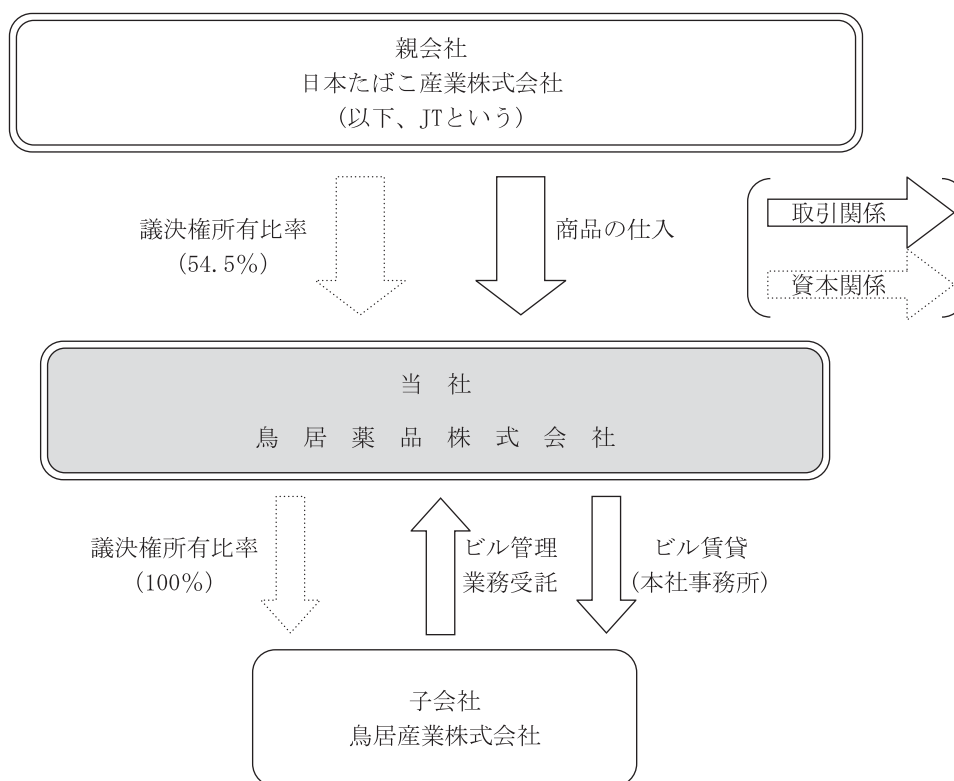 親会社
日本たばこ産業株式会社
(以下、JTという)
議決権所有比率
(54.5%)
商品の仕入
取引関係
資本関係
当 社
鳥 居 薬 品 株 式 会 社
議決権所有比率
(100%)
ビル管理
業務受託
ビル賃貸
(本社事務所)
子会社
鳥居産業株式会社